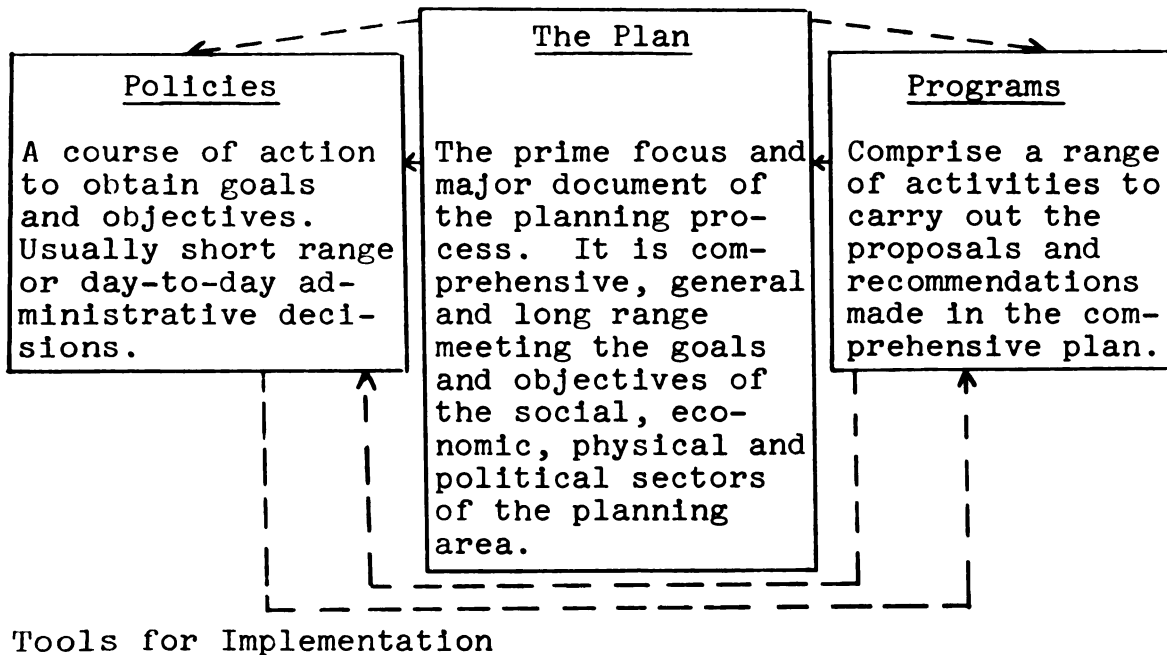 The Plan
Policies
A course of action
to obtain goals
and objectives.
Usually short range
or day-to-day ad-
ministrative deci-
sions.
The prime focus and
major document of
the planning pro-
cess.  It is com-
prehensive, general
and long range
meeting the goals
and objectives of
the social, eco-
nomic, physical and
political sectors
of the planning
area.
Programs
Comprise a range
of activities to
carry out the
proposals and
recommendations
made in the com-
prehensive plan.
Tools for Implementation